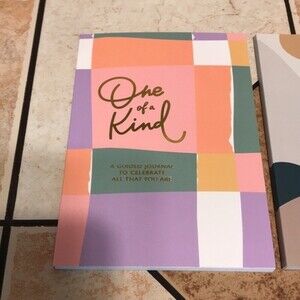 One
of a
Kind
A GUIDED JOURNAL
TO CELEBRATE
ALL THAT YOU ARE